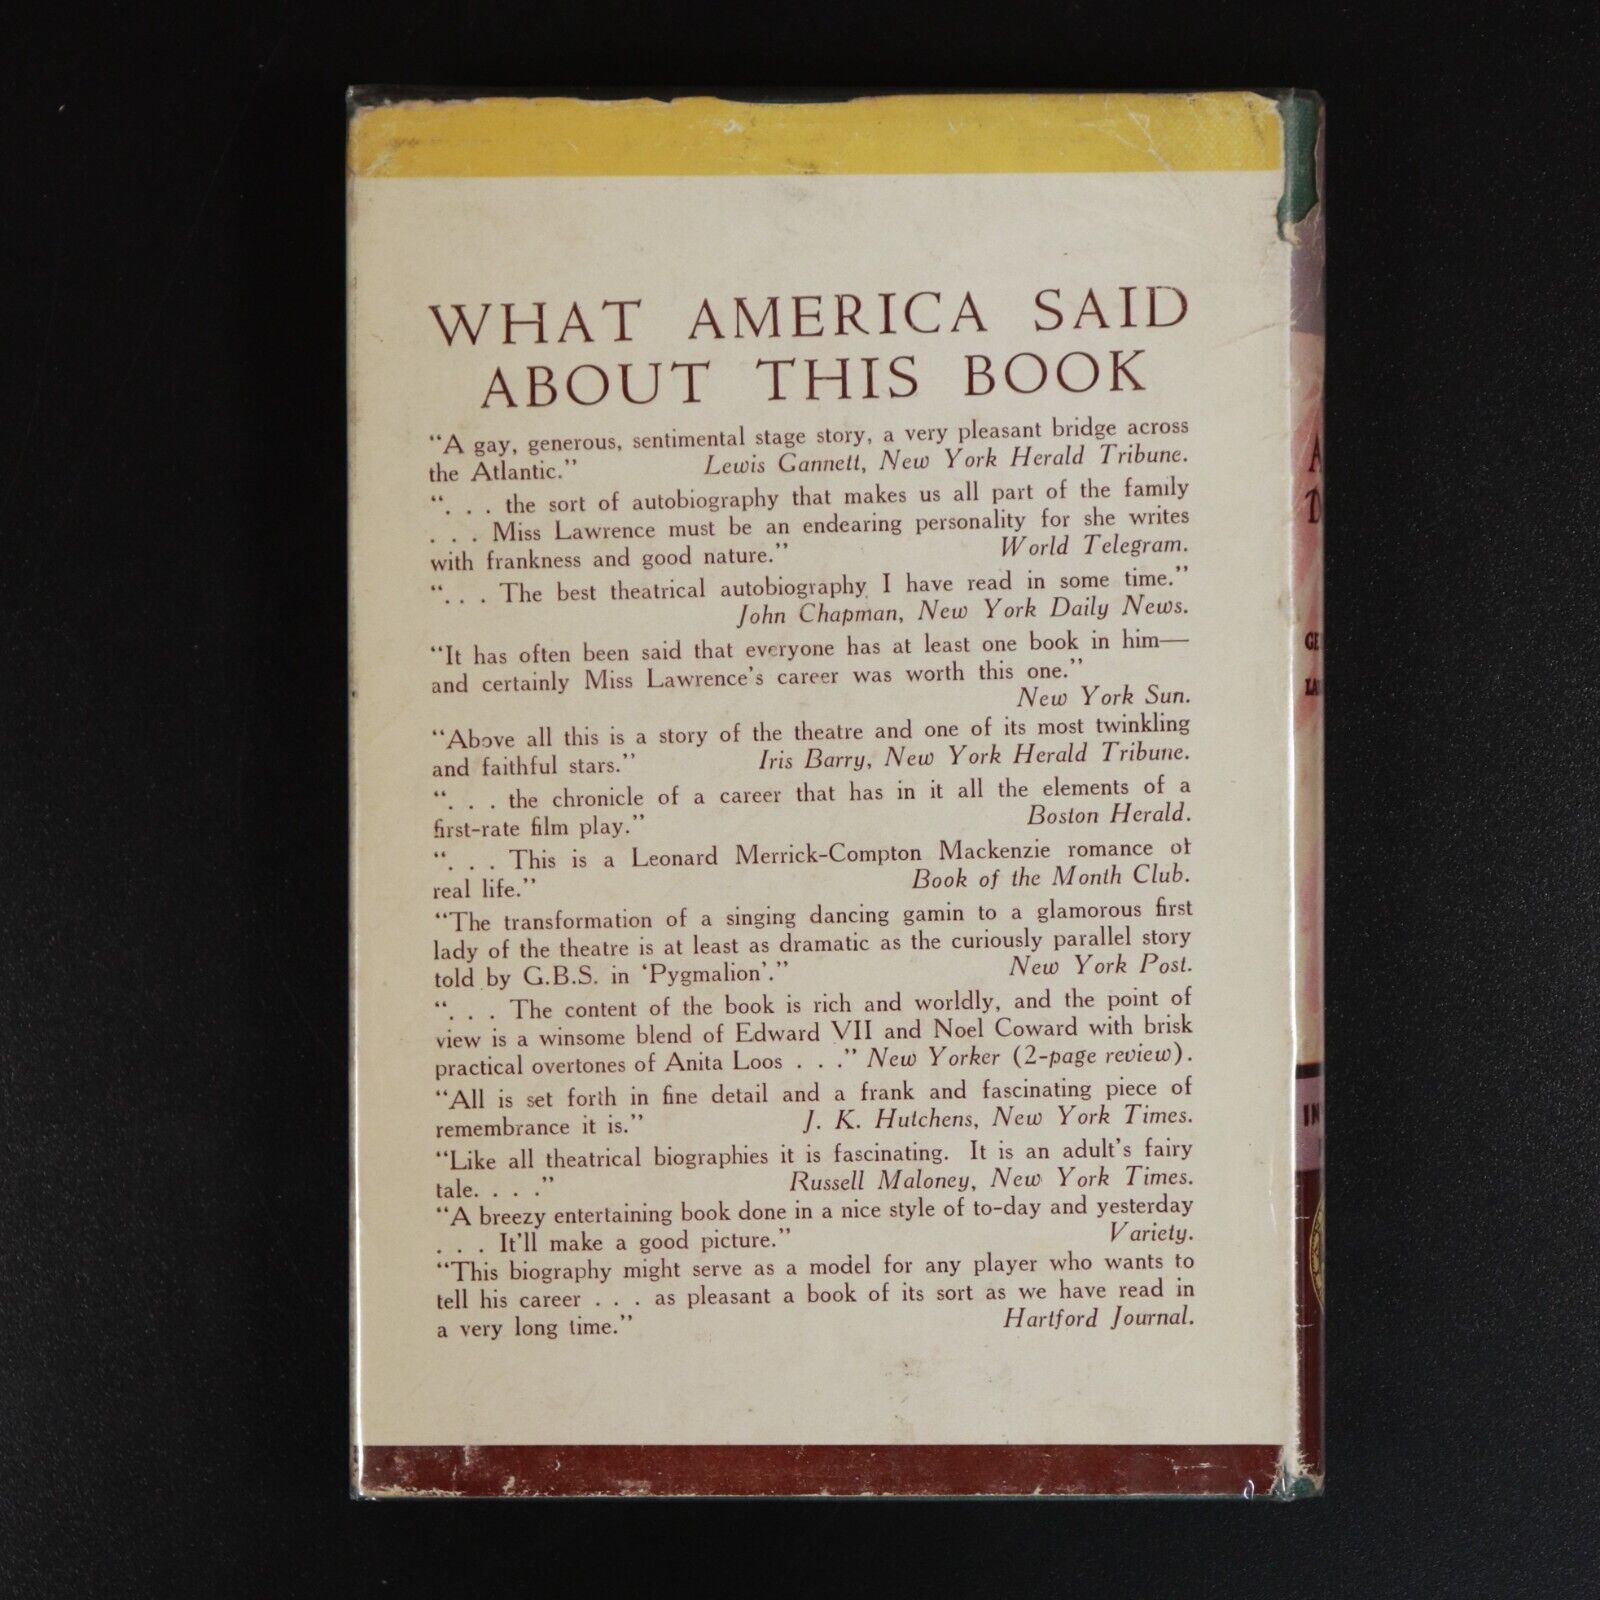 WHAT AMERICA SAID
ABOUT THIS BOOK
“A gay, generous, sentimental stage story, a very pleasant bridge across
the Atlantic.” Lewis Gannett, New York Herald Tribune.
“. . . the sort of autobiography that makes us all part of the family
. . . Miss Lawrence must be an endearing personality for she writes
with frankness and good nature.” World Telegram.
“. . . The best theatrical autobiography I have read in some time.”
John Chapman, New York Daily News.
“It has often been said that everyone has at least one book in him—
and certainly Miss Lawrence’s career was worth this one.”
New York Sun.
“Above all this is a story of the theatre and one of its most twinkling
and faithful stars.” Iris Barry, New York Herald Tribune.
“. . . the chronicle of a career that has in it all the elements of a
first-rate film play.” Boston Herald.
“. . . This is a Leonard Merrick-Compton Mackenzie romance of
real life.” Book of the Month Club.
“The transformation of a singing dancing gamin to a glamorous first
lady of the theatre is at least as dramatic as the curiously parallel story
told by G.B.S. in ‘Pygmalion’.” New York Post.
“. . . The content of the book is rich and worldly, and the point of
view is a winsome blend of Edward VII and Noel Coward with brisk
practical overtones of Anita Loos . . .” New Yorker (2-page review).
“All is set forth in fine detail and a frank and fascinating piece of
remembrance it is.” J. K. Hutchens, New York Times.
“Like all theatrical biographies it is fascinating. It is an adult’s fairy
tale. . . .” Russell Maloney, New York Times.
“A breezy entertaining book done in a nice style of to-day and yesterday
. . . It’ll make a good picture.” Variety.
“This biography might serve as a model for any player who wants to
tell his career . . . as pleasant a book of its sort as we have read in
a very long time.” Hartford Journal.